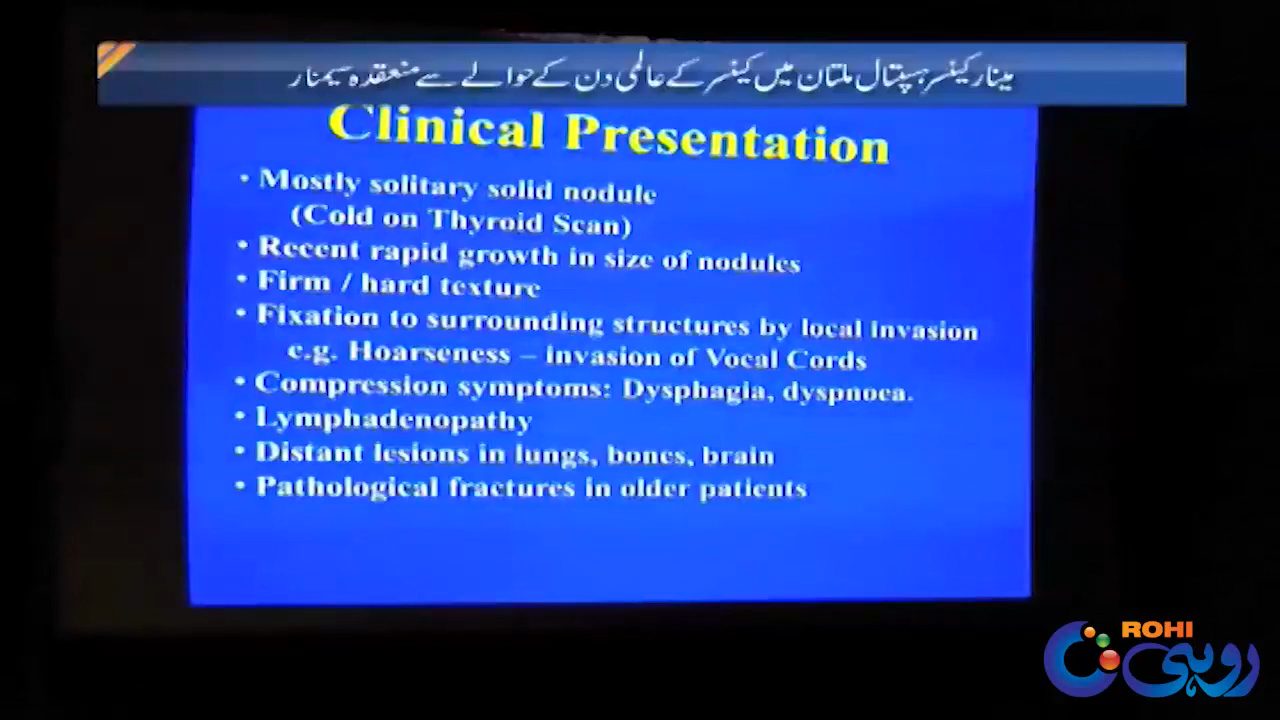 مینار کینسر ہسپتال ملتان میں کینسر کے عالمی دن کے حوالے سے منعقدہ سیمنار
Clinical Presentation
• Mostly solitary solid nodule
(Cold on Thyroid Scan)
• Recent rapid growth in size of nodules
• Firm / hard texture
• Fixation to surrounding structures by local invasion
e.g. Hoarseness – invasion of Vocal Cords
• Compression symptoms: Dysphagia, dyspnoea.
• Lymphadenopathy
• Distant lesions in lungs, bones, brain
• Pathological fractures in older patients
ROHI
روہی